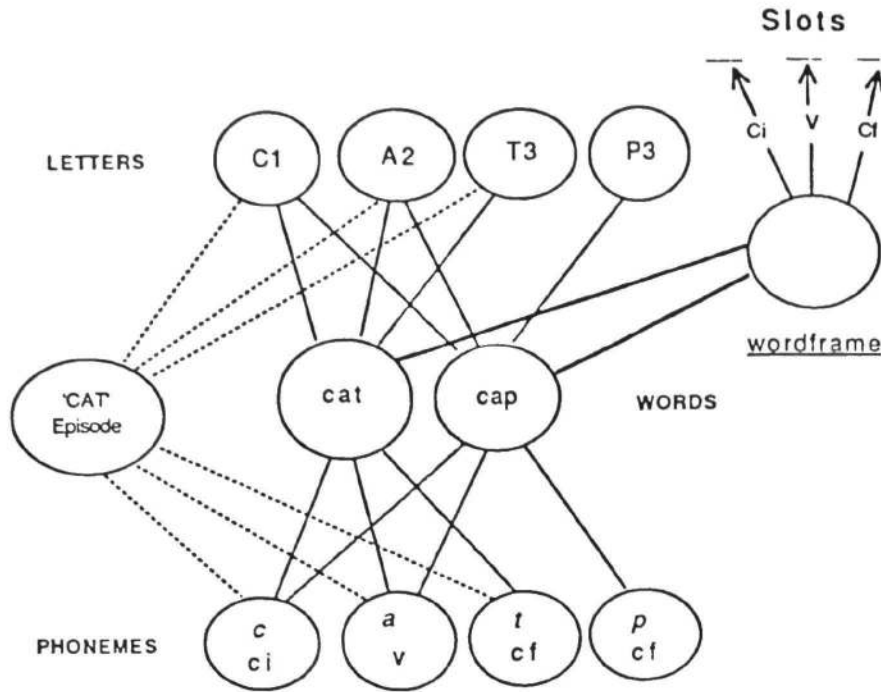 Slots
Ci V Cf
LETTERS C1 A2 T3 P3
wordframe
'CAT'
Episode
cat cap WORDS
PHONEMES
c a t p
ci v cf cf